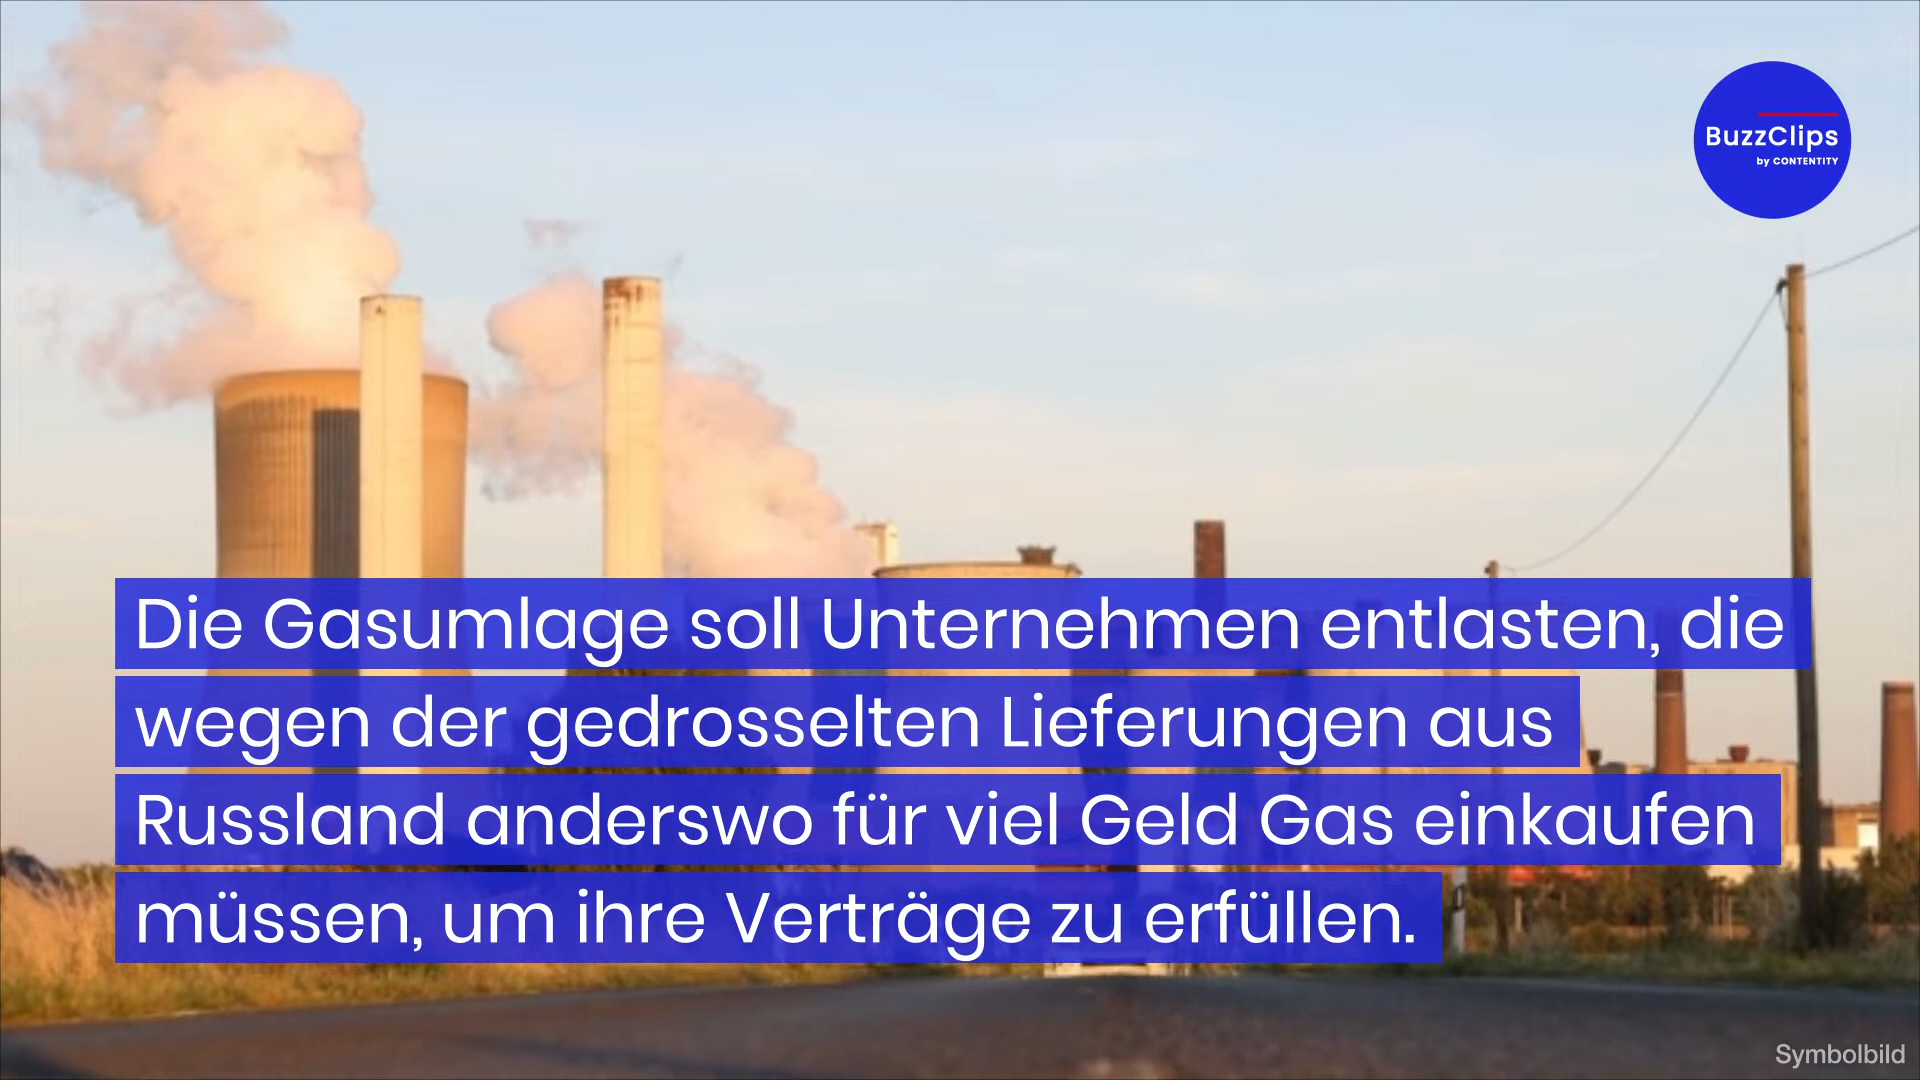 BuzzClips
by CONTENTITY
Die Gasumlage soll Unternehmen entlasten, die
wegen der gedrosselten Lieferungen aus
Russland anderswo für viel Geld Gas einkaufen
müssen, um ihre Verträge zu erfüllen.
Symbolbild